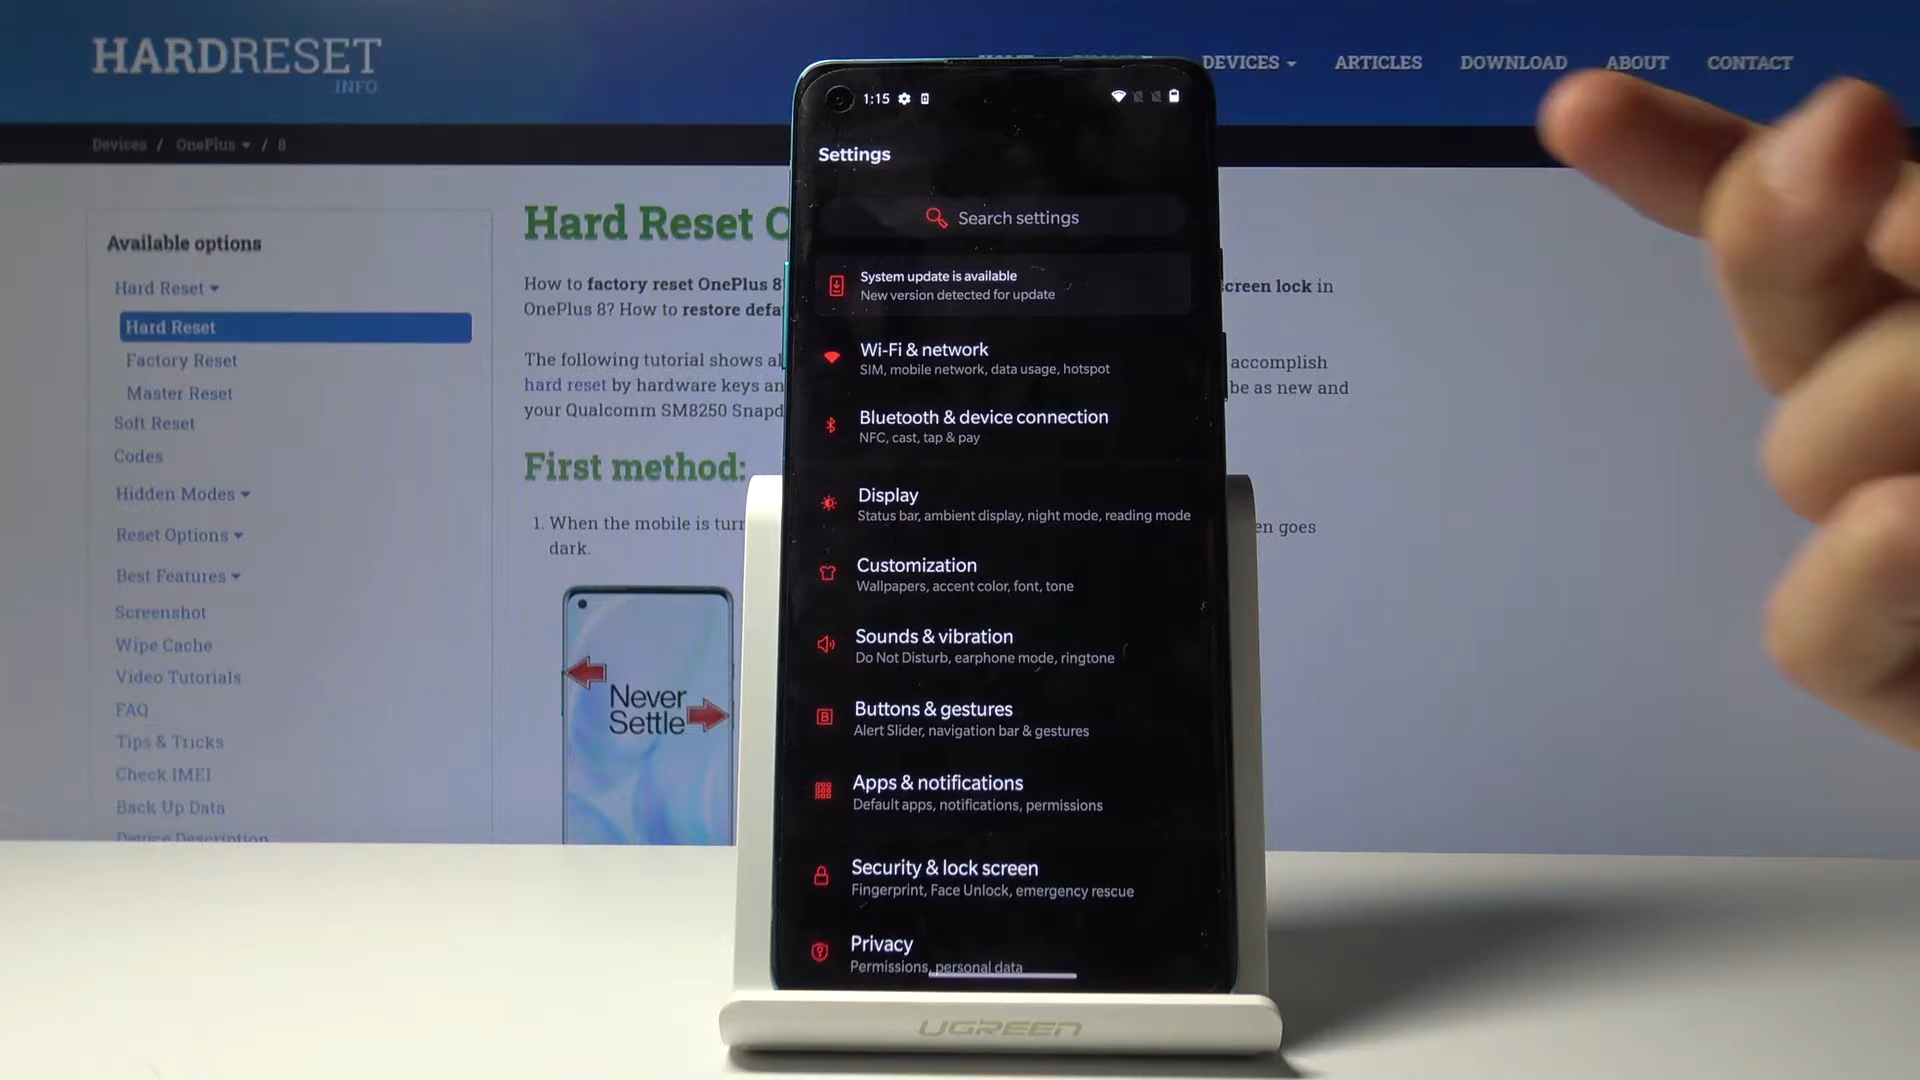 HARDRESET
.INFO
DEVICES
ARTICLES
DOWNLOAD
ABOUT
CONTACT
Devices / OnePlus / 8
Available options
Hard Reset
Hard Reset
Factory Reset
Master Reset
Soft Reset
Codes
Hidden Modes
Reset Options
Best Features
Screenshot
Wipe Cache
Video Tutorials
FAQ
Tips & Tricks
Check IMEI
Back Up Data
Device Description
Hard Reset
How to factory reset OnePlus 8
screen lock in
OnePlus 8? How to restore defa
The following tutorial shows al
accomplish
hard reset by hardware keys an
be as new and
your Qualcomm SM8250 Snapd
First method:
1. When the mobile is turn
en goes
dark.
Never
Settle
1:15
Settings
Search settings
System update is available
New version detected for update
Wi-Fi & network
SIM, mobile network, data usage, hotspot
Bluetooth & device connection
NFC, cast, tap & pay
Display
Status bar, ambient display, night mode, reading mode
Customization
Wallpapers, accent color, font, tone
Sounds & vibration
Do Not Disturb, earphone mode, ringtone
Buttons & gestures
Alert Slider, navigation bar & gestures
Apps & notifications
Default apps, notifications, permissions
Security & lock screen
Fingerprint, Face Unlock, emergency rescue
Privacy
Permissions, personal data
UGREEN